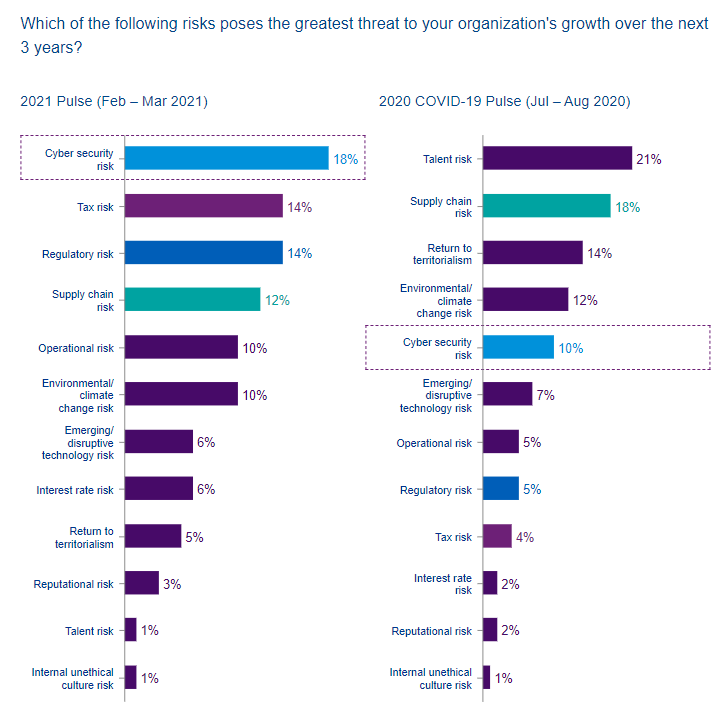 Which of the following risks poses the greatest threat to your organization's growth over the next
3 years?
2021 Pulse (Feb – Mar 2021)
Cyber security
risk
18%
Tax risk
14%
Regulatory risk
14%
Supply chain
risk
12%
Operational risk
10%
Environmental/
climate
change risk
10%
Emerging/
disruptive
technology risk
6%
Interest rate risk
6%
Return to
territorialism
5%
Reputational risk
3%
Talent risk
1%
Internal unethical
culture risk
1%
2020 COVID-19 Pulse (Jul – Aug 2020)
Talent risk
21%
Supply chain
risk
18%
Return to
territorialism
14%
Environmental/
climate
change risk
12%
Cyber security
risk
10%
Emerging/
disruptive
technology risk
7%
Operational risk
5%
Regulatory risk
5%
Tax risk
4%
Interest rate
risk
2%
Reputational risk
2%
Internal unethical
culture risk
1%